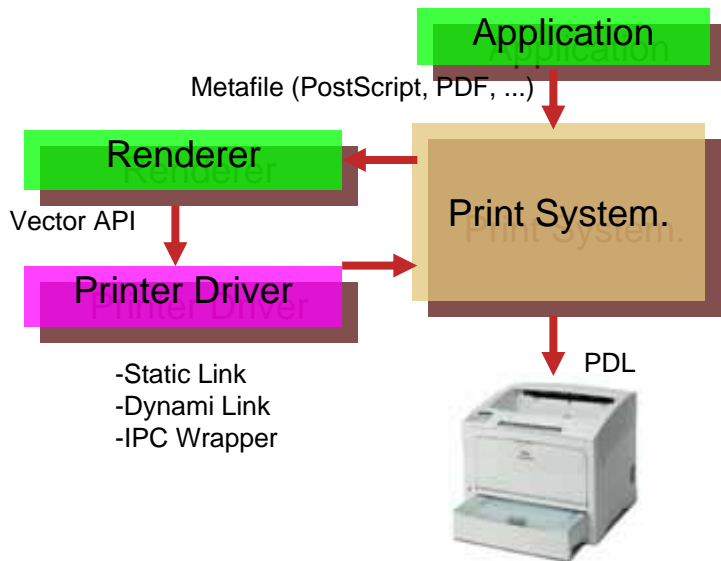 Application
Metafile (PostScript, PDF, ...)
Renderer
Print System.
Vector API
Printer Driver
PDL
-Static Link
-Dynami Link
-IPC Wrapper